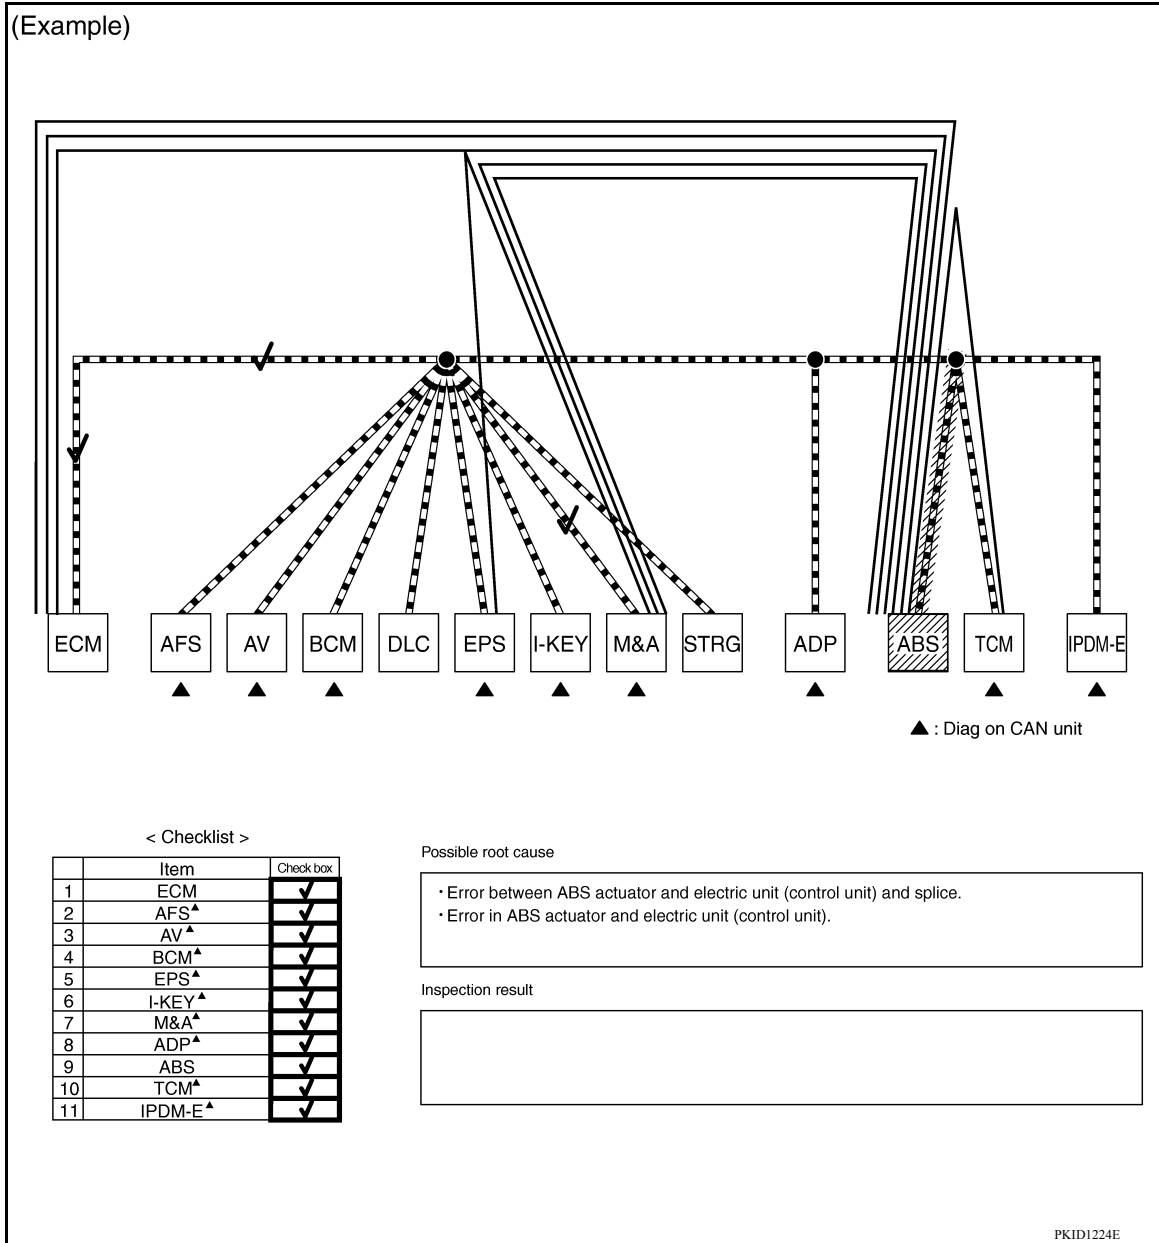 (Example)
ECM AFS AV BCM DLC EPS I-KEY M&A STRG ADP ABS TCM IPDM-E
▲ : Diag on CAN unit
< Checklist >
Item Check box
1 ECM ✓
2 AFS▲ ✓
3 AV▲ ✓
4 BCM▲ ✓
5 EPS▲ ✓
6 I-KEY▲ ✓
7 M&A▲ ✓
8 ADP▲ ✓
9 ABS ✓
10 TCM▲ ✓
11 IPDM-E▲ ✓
Possible root cause
・Error between ABS actuator and electric unit (control unit) and splice.
・Error in ABS actuator and electric unit (control unit).
Inspection result
PKID1224E